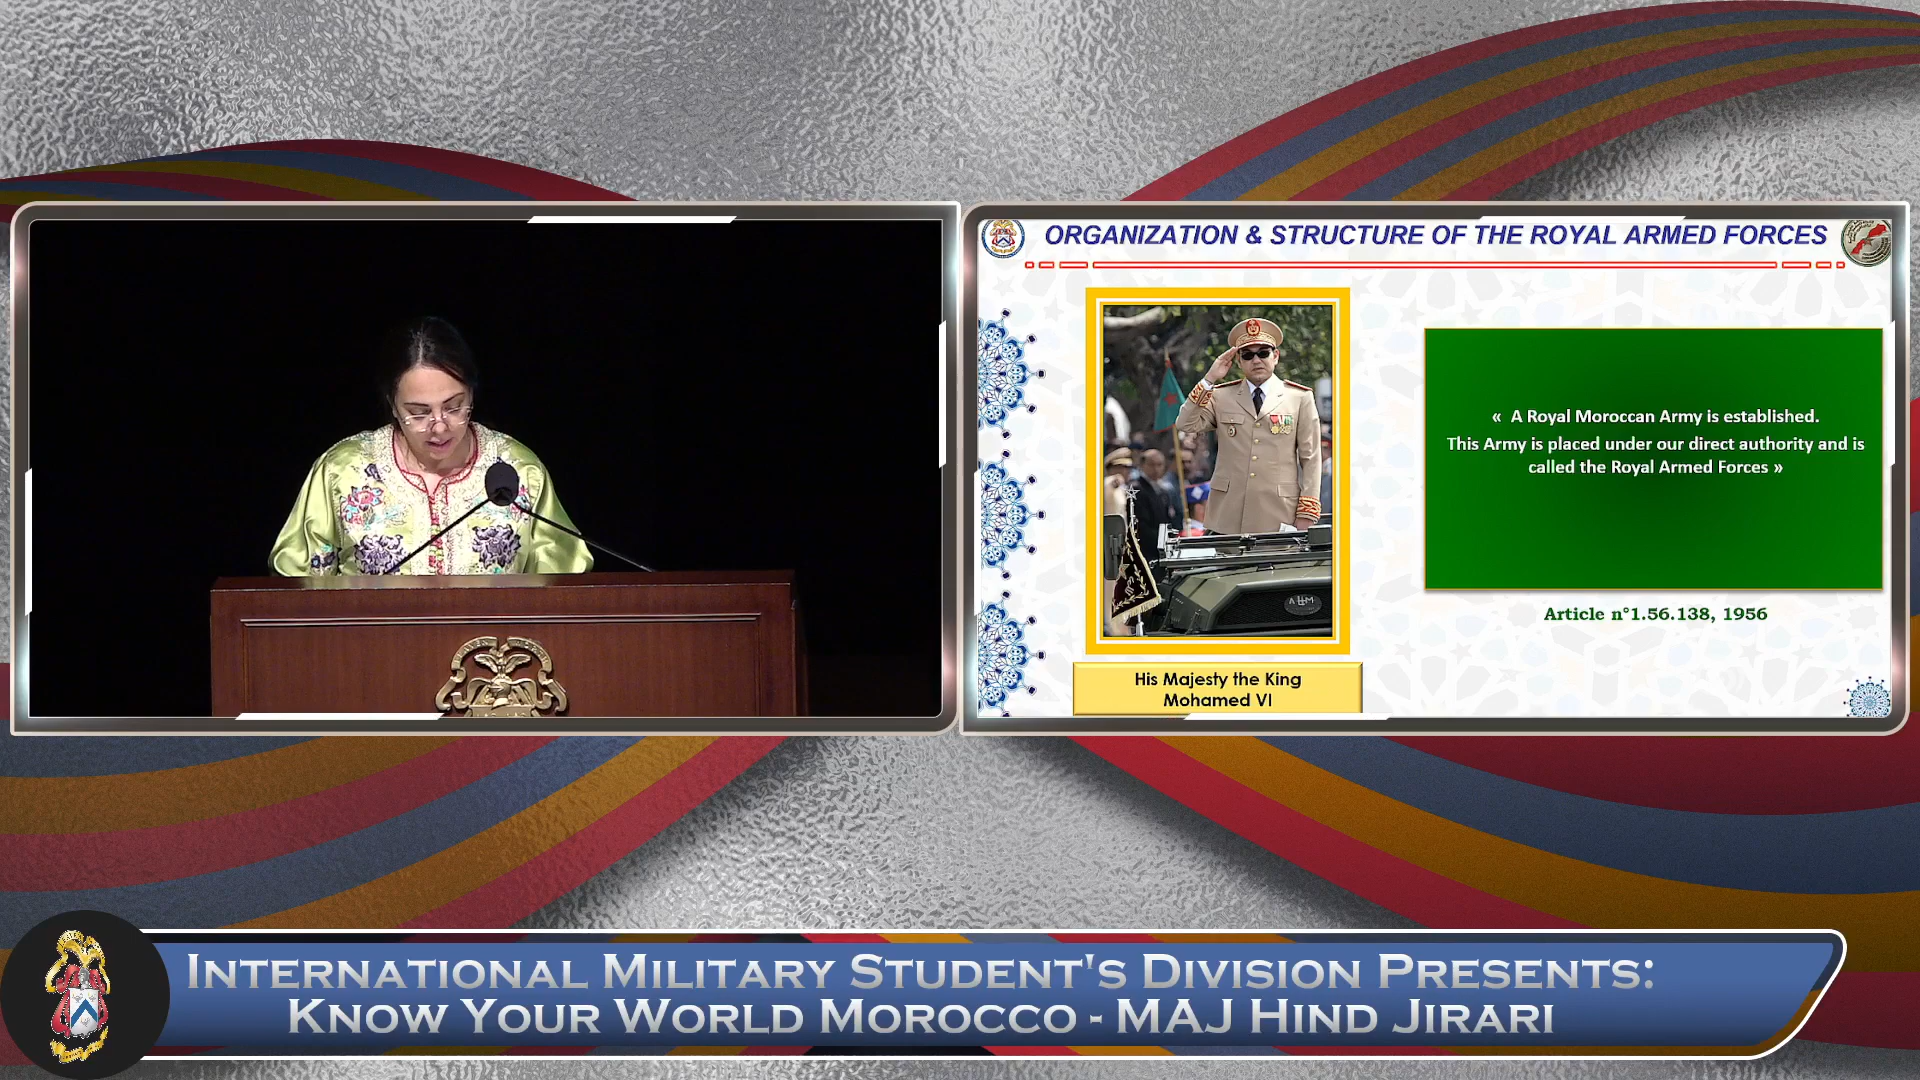 ORGANIZATION & STRUCTURE OF THE ROYAL ARMED FORCES
« A Royal Moroccan Army is established.
This Army is placed under our direct authority and is
called the Royal Armed Forces »
Article n°1.56.138, 1956
His Majesty the King
Mohamed VI
International Military Student's Division Presents:
Know Your World Morocco - MAJ Hind Jirari